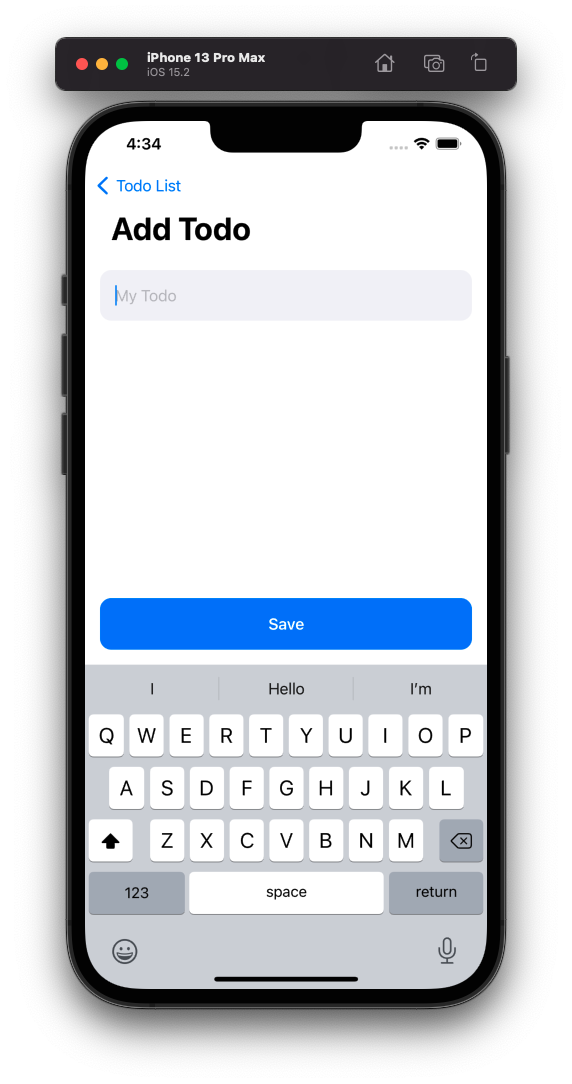 iPhone 13 Pro Max
iOS 15.2
4:34
Todo List
Add Todo
My Todo
Save
I Hello I’m
Q W E R T Y U I O P
A S D F G H J K L
Z X C V B N M
123 space return